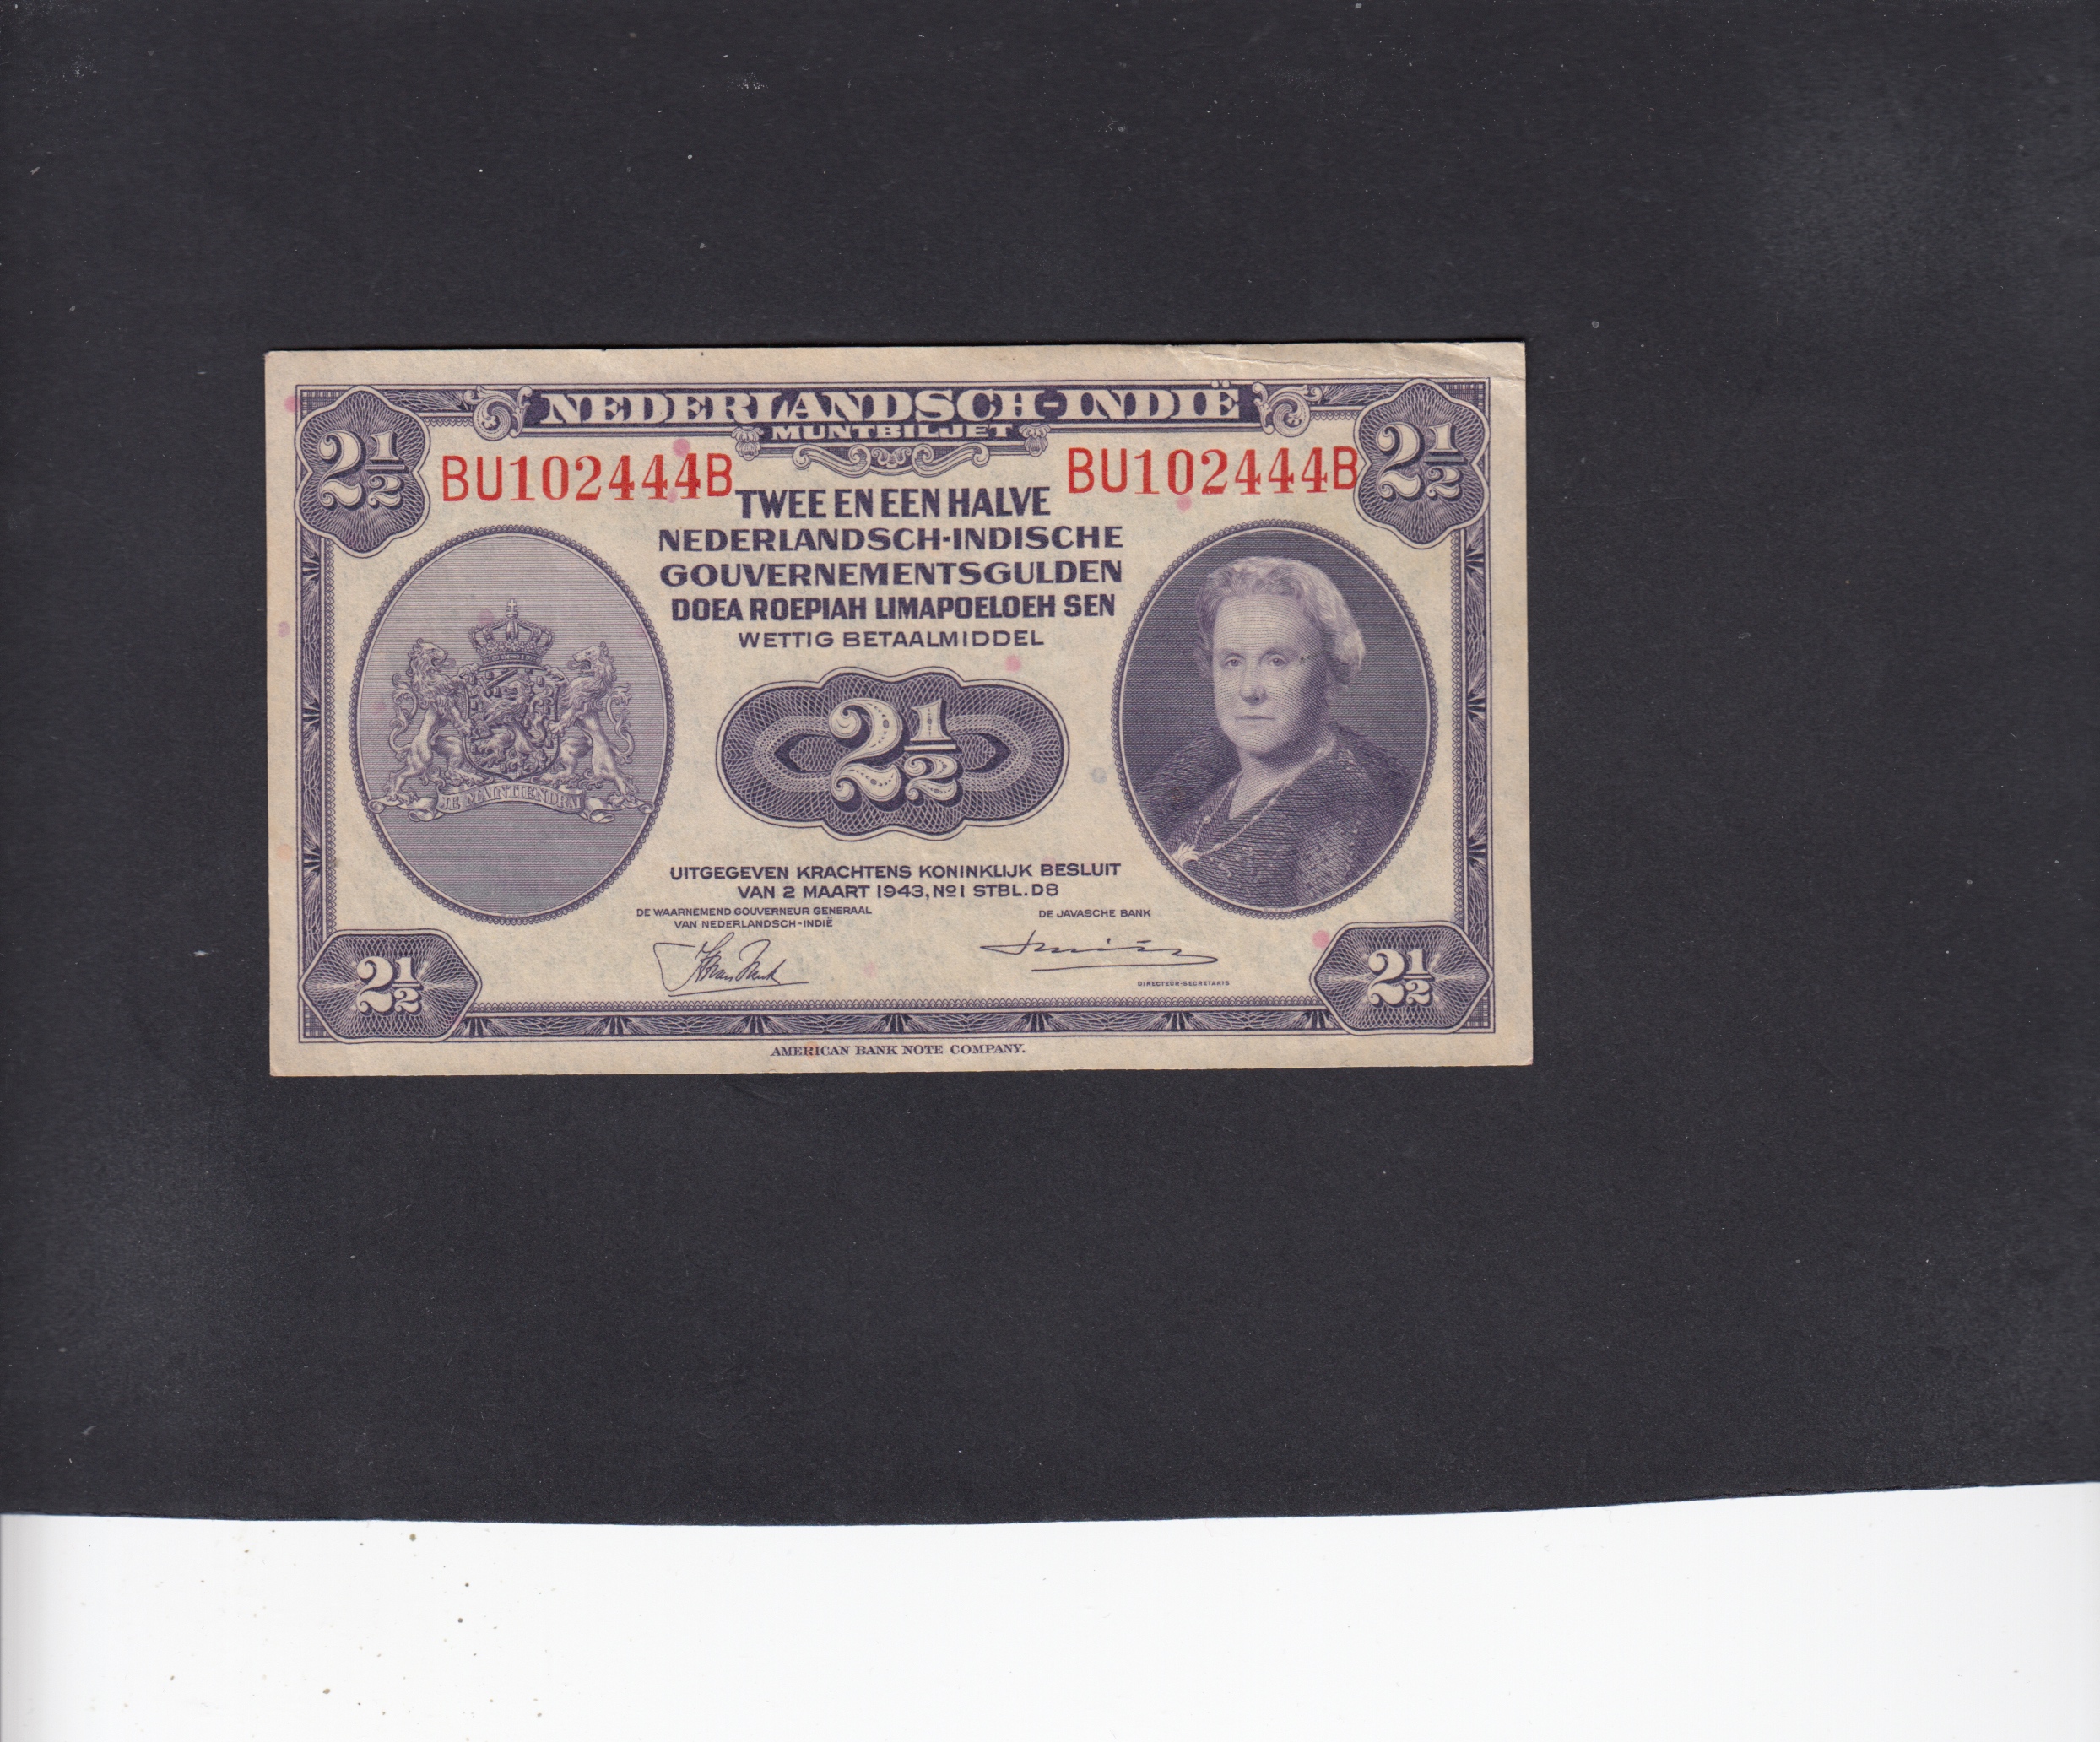 NEDERLANDSCH-INDIË
MUNTBILJET
2½
2½
BU102444B
BU102444B
TWEE EN EEN HALVE
NEDERLANDSCH-INDISCHE
GOUVERNEMENTSGULDEN
DOEA ROEPIAH LIMAPOELOEH SEN
WETTIG BETAALMIDDEL
2½
JE MAINTIENDRAI
UITGEGEVEN KRACHTENS KONINKLIJK BESLUIT
VAN 2 MAART 1943, No1 STBL. D8
DE WAARNEMEND GOUVERNEUR GENERAAL
VAN NEDERLANDSCH-INDIË
DE JAVASCHE BANK
DIRECTEUR-SECRETARIS
2½
2½
AMERICAN BANK NOTE COMPANY.